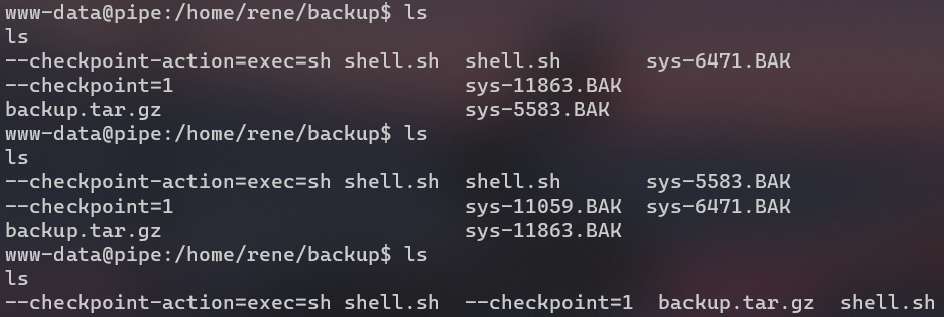 www-data@pipe:/home/rene/backup$ ls
ls
--checkpoint-action=exec=sh shell.sh  shell.sh       sys-6471.BAK
--checkpoint=1                        sys-11863.BAK
backup.tar.gz                         sys-5583.BAK
www-data@pipe:/home/rene/backup$ ls
ls
--checkpoint-action=exec=sh shell.sh  shell.sh       sys-5583.BAK
--checkpoint=1                        sys-11059.BAK  sys-6471.BAK
backup.tar.gz                         sys-11863.BAK
www-data@pipe:/home/rene/backup$ ls
ls
--checkpoint-action=exec=sh shell.sh  --checkpoint=1  backup.tar.gz  shell.sh